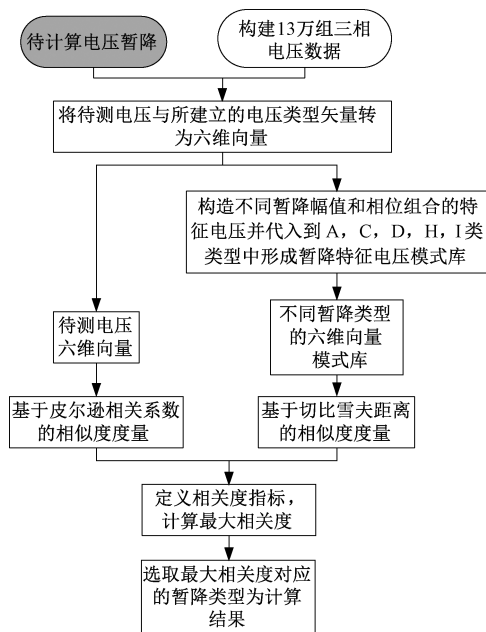 待计算电压暂降
构建13万组三相
电压数据
将待测电压与所建立的电压类型矢量转
为六维向量
构造不同暂降幅值和相位组合的特
征电压并代入到 A，C，D，H，I 类
类型中形成暂降特征电压模式库
待测电压
六维向量
不同暂降类型
的六维向量
模式库
基于皮尔逊相关系数
的相似度度量
基于切比雪夫距离
的相似度度量
定义相关度指标，
计算最大相关度
选取最大相关度对应
的暂降类型为计算
结果